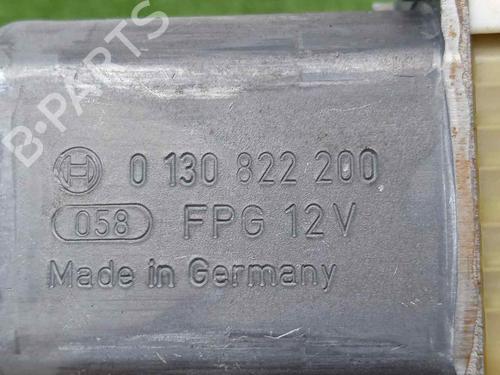 B-PARTS
0 130 822 200
058 FPG 12V
Made in Germany